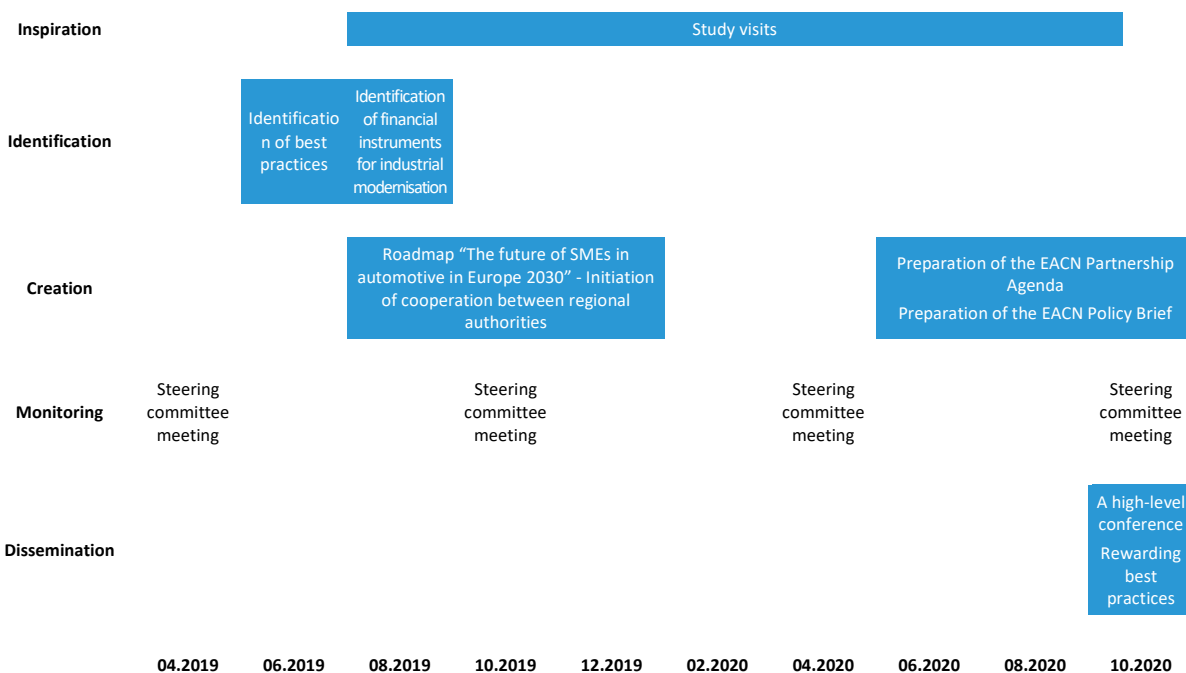 Inspiration
Study visits
Identification
Identificatio
n of best
practices
Identification
of financial
instruments
for industrial
modernisation
Creation
Roadmap “The future of SMEs in
automotive in Europe 2030” - Initiation
of cooperation between regional
authorities
Preparation of the EACN Partnership
Agenda
Preparation of the EACN Policy Brief
Monitoring
Steering
committee
meeting
Steering
committee
meeting
Steering
committee
meeting
Steering
committee
meeting
Dissemination
A high-level
conference
Rewarding
best
practices
04.2019 06.2019 08.2019 10.2019 12.2019 02.2020 04.2020 06.2020 08.2020 10.2020